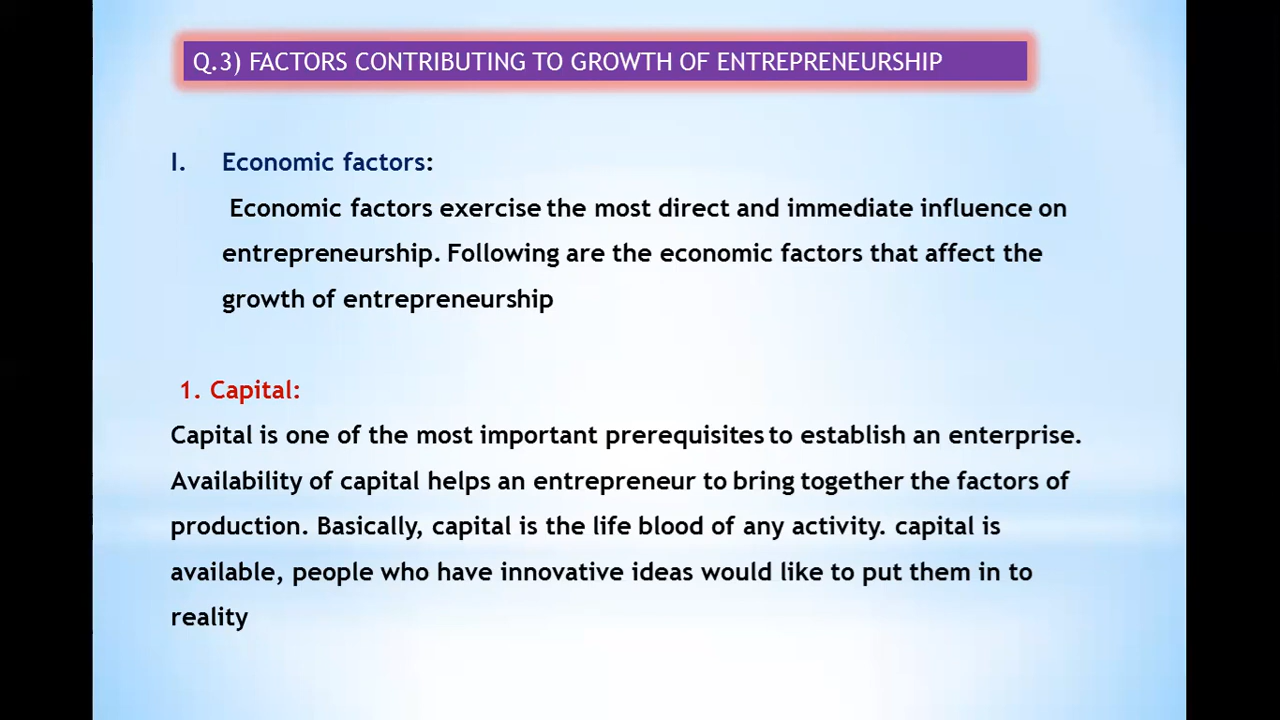 Q.3) FACTORS CONTRIBUTING TO GROWTH OF ENTREPRENEURSHIP
I. Economic factors:
Economic factors exercise the most direct and immediate influence on
entrepreneurship. Following are the economic factors that affect the
growth of entrepreneurship
1. Capital:
Capital is one of the most important prerequisites to establish an enterprise.
Availability of capital helps an entrepreneur to bring together the factors of
production. Basically, capital is the life blood of any activity. capital is
available, people who have innovative ideas would like to put them in to
reality